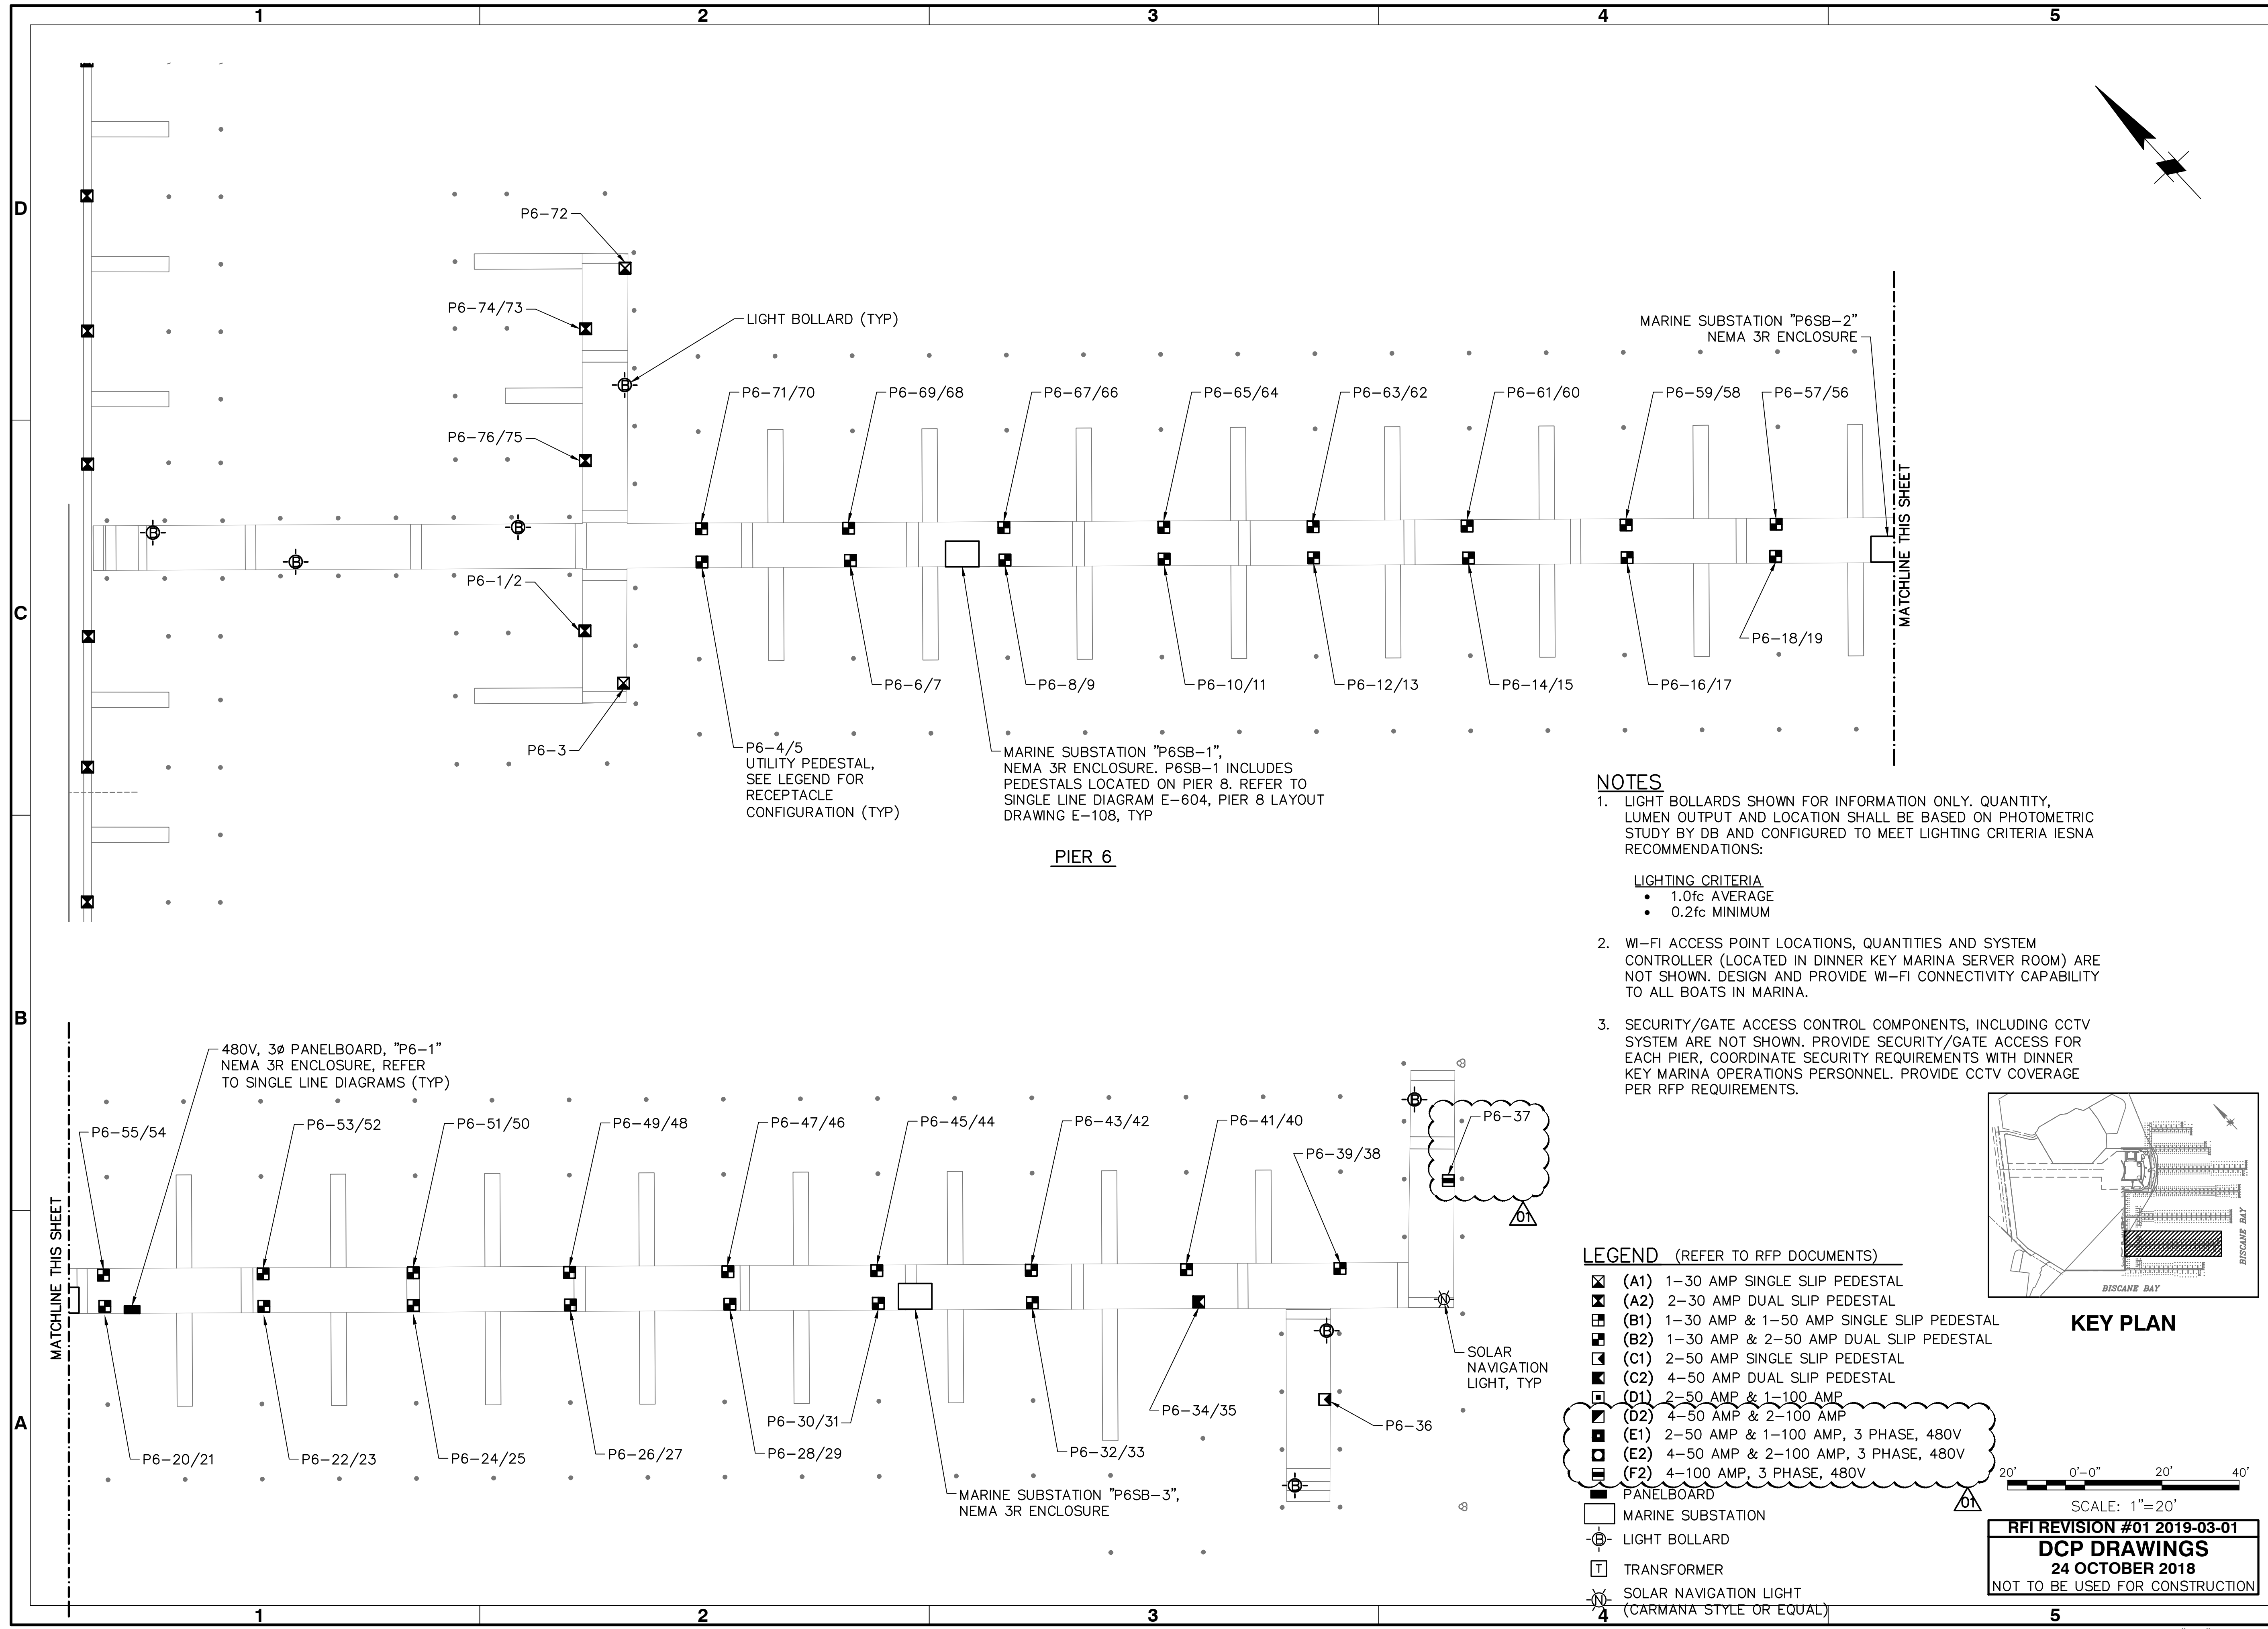 1 2 3 4 5
D
C
B
A
P6-72
P6-74/73
LIGHT BOLLARD (TYP)
B
P6-76/75
P6-71/70
P6-69/68
P6-67/66
P6-65/64
P6-63/62
P6-61/60
P6-59/58
P6-57/56
MARINE SUBSTATION "P6SB-2"
NEMA 3R ENCLOSURE
MATCHLINE THIS SHEET
B
B
B
P6-1/2
P6-3
P6-4/5
UTILITY PEDESTAL,
SEE LEGEND FOR
RECEPTACLE
CONFIGURATION (TYP)
P6-6/7
P6-8/9
P6-10/11
P6-12/13
P6-14/15
P6-16/17
P6-18/19
MARINE SUBSTATION "P6SB-1",
NEMA 3R ENCLOSURE. P6SB-1 INCLUDES
PEDESTALS LOCATED ON PIER 8. REFER TO
SINGLE LINE DIAGRAM E-604, PIER 8 LAYOUT
DRAWING E-108, TYP
PIER 6
NOTES
1. LIGHT BOLLARDS SHOWN FOR INFORMATION ONLY. QUANTITY,
LUMEN OUTPUT AND LOCATION SHALL BE BASED ON PHOTOMETRIC
STUDY BY DB AND CONFIGURED TO MEET LIGHTING CRITERIA IESNA
RECOMMENDATIONS:
LIGHTING CRITERIA
• 1.0fc AVERAGE
• 0.2fc MINIMUM
2. WI-FI ACCESS POINT LOCATIONS, QUANTITIES AND SYSTEM
CONTROLLER (LOCATED IN DINNER KEY MARINA SERVER ROOM) ARE
NOT SHOWN. DESIGN AND PROVIDE WI-FI CONNECTIVITY CAPABILITY
TO ALL BOATS IN MARINA.
3. SECURITY/GATE ACCESS CONTROL COMPONENTS, INCLUDING CCTV
SYSTEM ARE NOT SHOWN. PROVIDE SECURITY/GATE ACCESS FOR
EACH PIER, COORDINATE SECURITY REQUIREMENTS WITH DINNER
KEY MARINA OPERATIONS PERSONNEL. PROVIDE CCTV COVERAGE
PER RFP REQUIREMENTS.
480V, 3ø PANELBOARD, "P6-1"
NEMA 3R ENCLOSURE, REFER
TO SINGLE LINE DIAGRAMS (TYP)
MATCHLINE THIS SHEET
P6-55/54
P6-53/52
P6-51/50
P6-49/48
P6-47/46
P6-45/44
P6-43/42
P6-41/40
P6-39/38
B
P6-37
01
P6-20/21
P6-22/23
P6-24/25
P6-26/27
P6-28/29
P6-30/31
P6-32/33
P6-34/35
P6-36
B
B
N
SOLAR
NAVIGATION
LIGHT, TYP
MARINE SUBSTATION "P6SB-3",
NEMA 3R ENCLOSURE
LEGEND (REFER TO RFP DOCUMENTS)
(A1) 1-30 AMP SINGLE SLIP PEDESTAL
(A2) 2-30 AMP DUAL SLIP PEDESTAL
(B1) 1-30 AMP & 1-50 AMP SINGLE SLIP PEDESTAL
(B2) 1-30 AMP & 2-50 AMP DUAL SLIP PEDESTAL
(C1) 2-50 AMP SINGLE SLIP PEDESTAL
(C2) 4-50 AMP DUAL SLIP PEDESTAL
(D1) 2-50 AMP & 1-100 AMP
(D2) 4-50 AMP & 2-100 AMP
(E1) 2-50 AMP & 1-100 AMP, 3 PHASE, 480V
(E2) 4-50 AMP & 2-100 AMP, 3 PHASE, 480V
(F2) 4-100 AMP, 3 PHASE, 480V
01
PANELBOARD
MARINE SUBSTATION
B LIGHT BOLLARD
T TRANSFORMER
N SOLAR NAVIGATION LIGHT
(CARMANA STYLE OR EQUAL)
BISCANE BAY
BISCANE BAY
KEY PLAN
20' 0'-0" 20' 40'
SCALE: 1"=20'
RFI REVISION #01 2019-03-01
DCP DRAWINGS
24 OCTOBER 2018
NOT TO BE USED FOR CONSTRUCTION
1 2 3 4 5